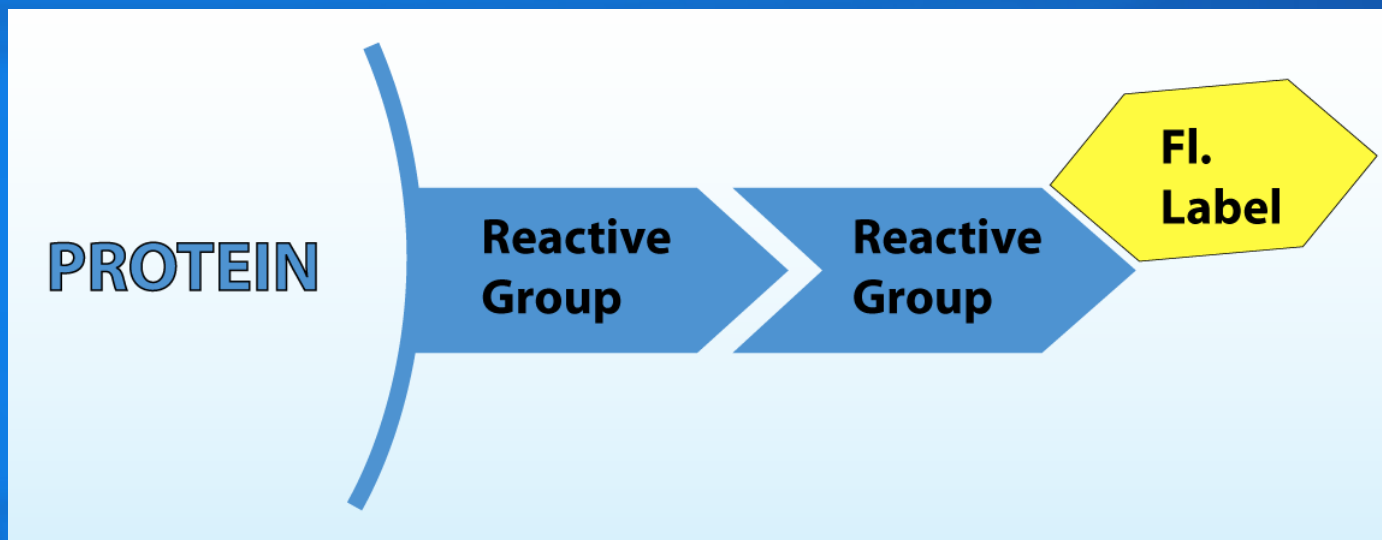 PROTEIN
Reactive
Group
Reactive
Group
Fl.
Label